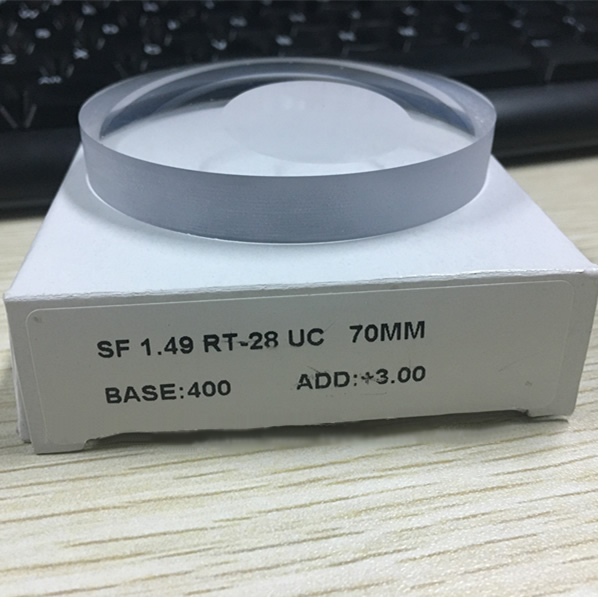 SF 1.49 RT-28 UC 70MM
BASE:400 ADD:+3.00